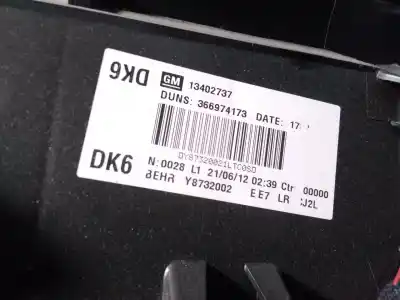 DK6
GM 13402737
DUNS: 366974173 DATE:
DY87320021LTC0SD
DK6
N:0028 L1 21/06/12 02:39 Ctr 00000
BEHR Y8732002 EE7 LR